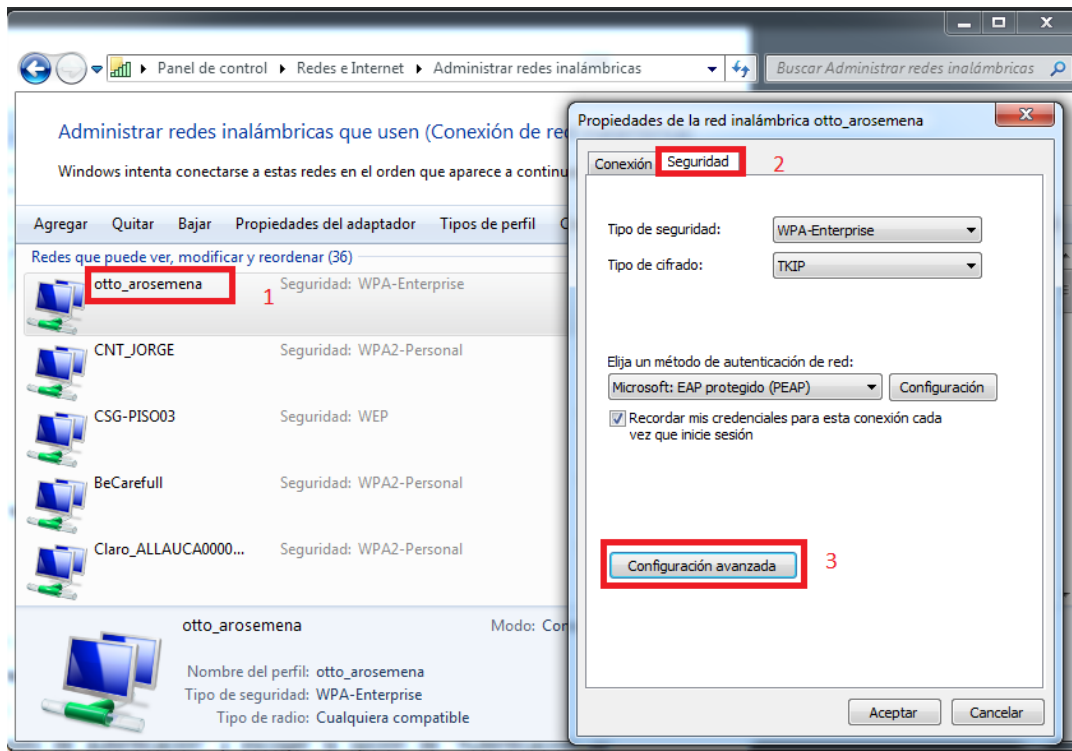 Panel de control ▸ Redes e Internet ▸ Administrar redes inalámbricas
Buscar Administrar redes inalámbricas
Administrar redes inalámbricas que usen (Conexión de red
Windows intenta conectarse a estas redes en el orden que aparece a continu
Agregar Quitar Bajar Propiedades del adaptador Tipos de perfil
Redes que puede ver, modificar y reordenar (36)
otto_arosemena Seguridad: WPA-Enterprise
1
CNT_JORGE Seguridad: WPA2-Personal
CSG-PISO03 Seguridad: WEP
BeCarefull Seguridad: WPA2-Personal
Claro_ALLAUCA0000... Seguridad: WPA2-Personal
otto_arosemena Modo: Con
Nombre del perfil: otto_arosemena
Tipo de seguridad: WPA-Enterprise
Tipo de radio: Cualquiera compatible
Propiedades de la red inalámbrica otto_arosemena
Conexión Seguridad 2
Tipo de seguridad: WPA-Enterprise
Tipo de cifrado: TKIP
Elija un método de autenticación de red:
Microsoft: EAP protegido (PEAP) Configuración
Recordar mis credenciales para esta conexión cada
vez que inicie sesión
Configuración avanzada 3
Aceptar Cancelar